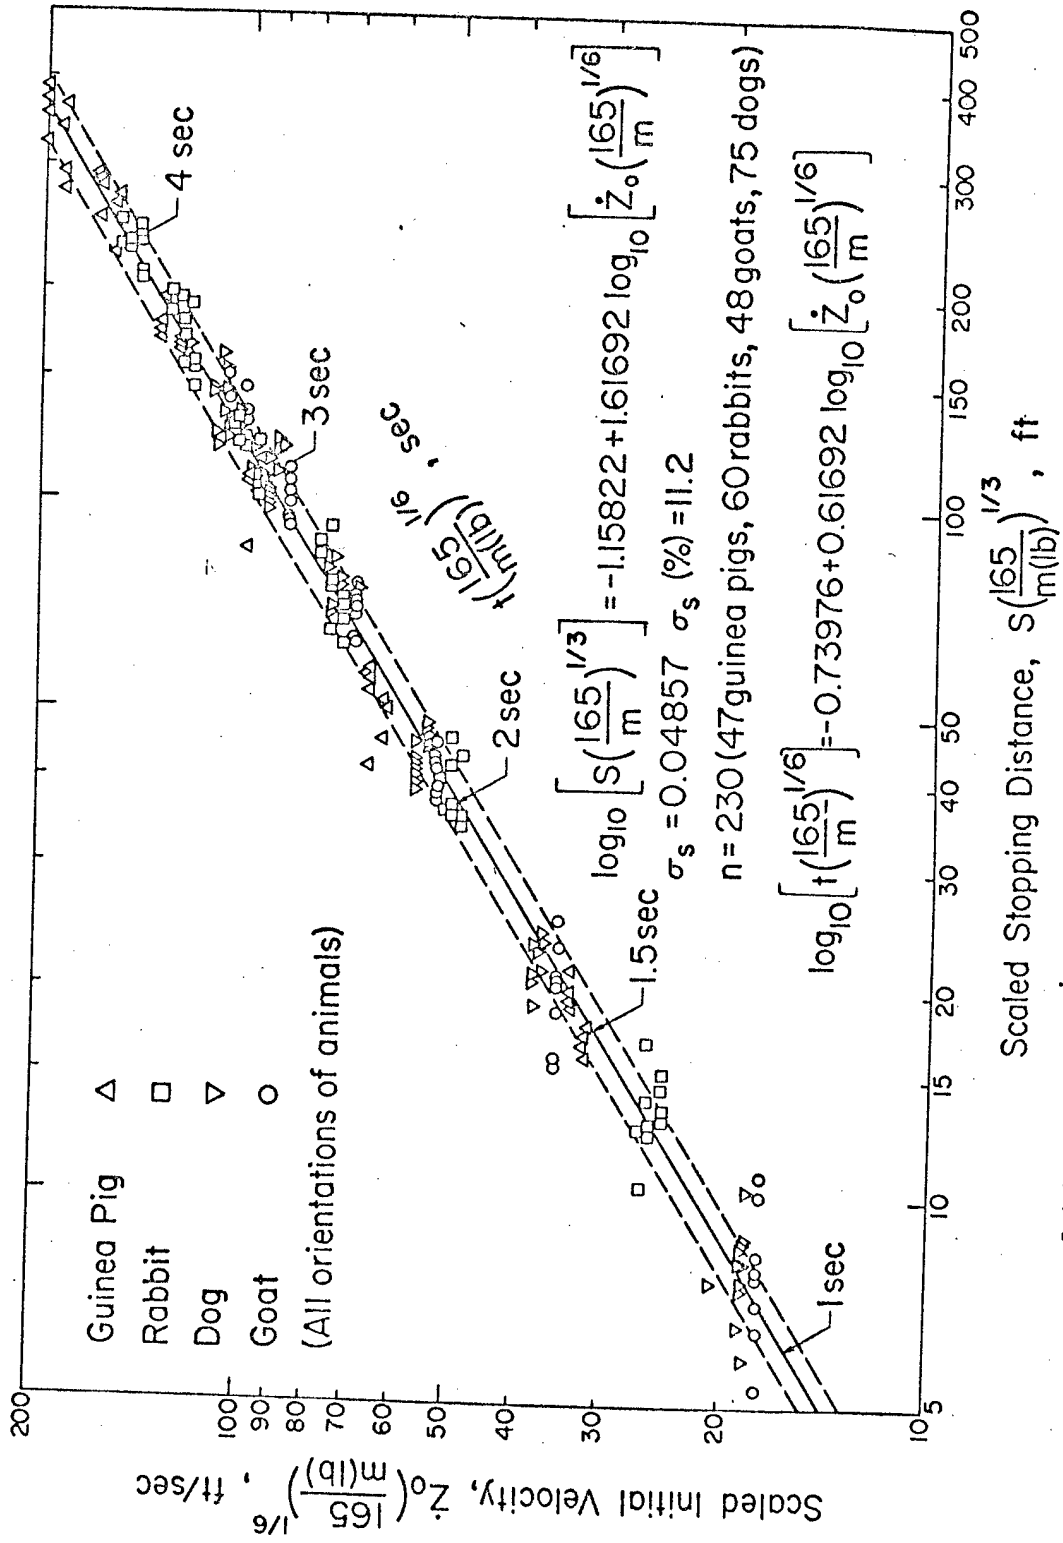 Scaled Initial Velocity, Ż₀(165/m(lb))^1/6, ft/sec
200
100
90
80
70
60
50
40
30
20
10
Guinea Pig △
Rabbit □
Dog ▽
Goat ○
(All orientations of animals)
4 sec
3 sec
t(165/m(lb))^1/6, sec
2 sec
1.5 sec
1 sec
log₁₀[S(165/m)^1/3] = -1.15822+1.61692 log₁₀[Ż₀(165/m)^1/6]
σₛ = 0.04857 σₛ (%) = 11.2
n = 230 (47 guinea pigs, 60 rabbits, 48 goats, 75 dogs)
log₁₀[t(165/m)^1/6] = -0.73976+0.61692 log₁₀[Ż₀(165/m)^1/6]
5
10
15
20
30
40
50
100
150
200
300
400
500
Scaled Stopping Distance, S(165/m(lb))^1/3, ft